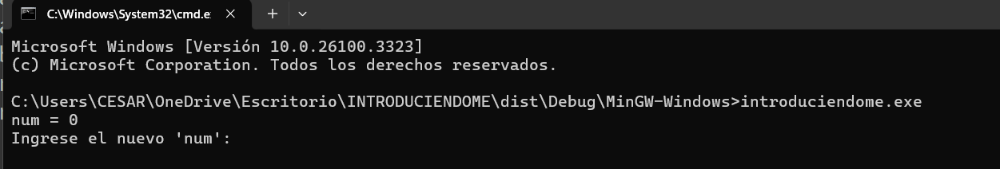 C:\Windows\System32\cmd.e
Microsoft Windows [Versión 10.0.26100.3323]
(c) Microsoft Corporation. Todos los derechos reservados.
C:\Users\CESAR\OneDrive\Escritorio\INTRODUCIENDOME\dist\Debug\MinGW-Windows>introduciendome.exe
num = 0
Ingrese el nuevo 'num':